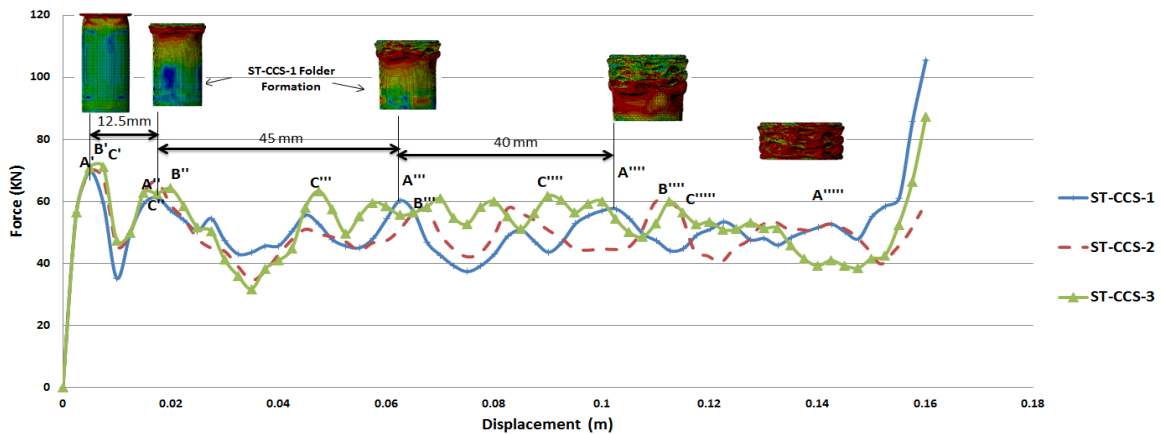 120
100
80
60
40
20
0
Force (KN)
0
0.02
0.04
0.06
0.08
0.1
0.12
0.14
0.16
0.18
Displacement (m)
ST-CCS-1 Folder
Formation
12.5mm
45 mm
40 mm
A'
B'
C'
A''
B''
C''
C'''
A'''
B'''
C''''
A''''
B''''
C'''''
A'''''
ST-CCS-1
ST-CCS-2
ST-CCS-3